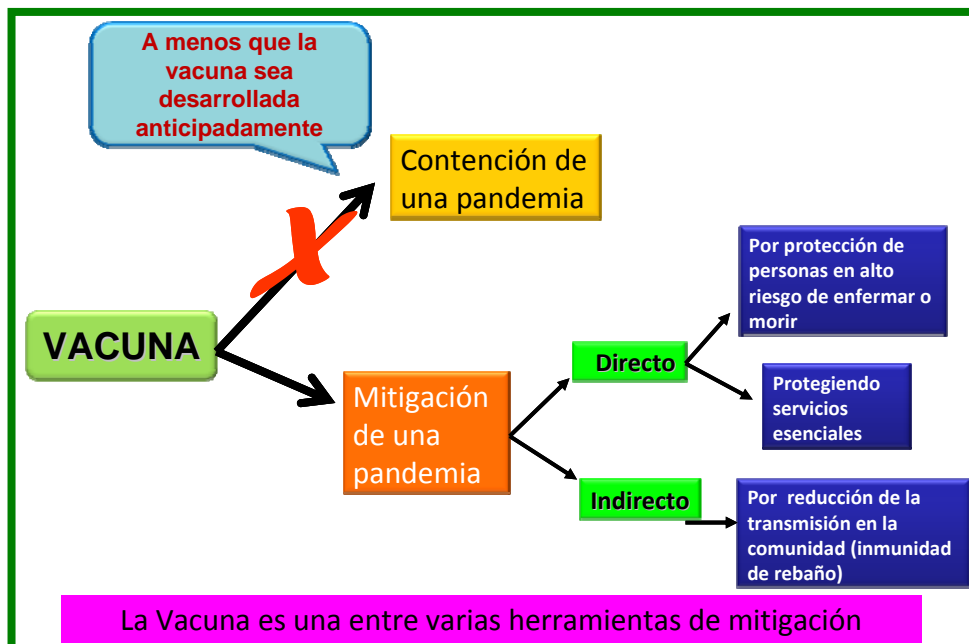 A menos que la
vacuna sea
desarrollada
anticipadamente
Contención de
una pandemia
VACUNA
Mitigación
de una
pandemia
Directo
Indirecto
Por protección de
personas en alto
riesgo de enfermar o
morir
Protegiendo
servicios
esenciales
Por reducción de la
transmisión en la
comunidad (inmunidad
de rebaño)
La Vacuna es una entre varias herramientas de mitigación